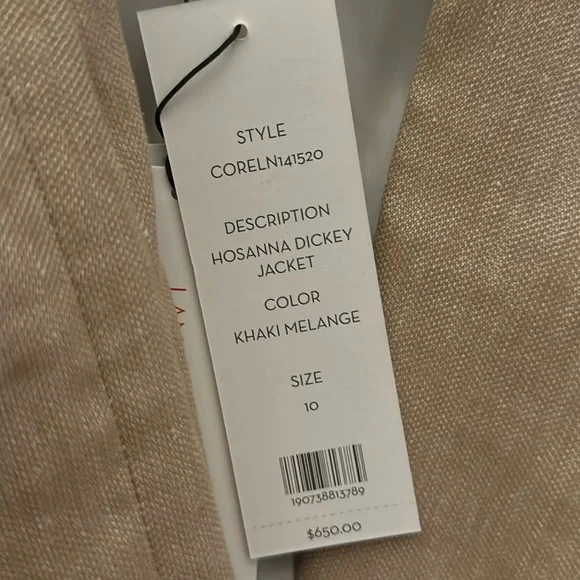 STYLE
CORELN141520
DESCRIPTION
HOSANNA DICKEY
JACKET
COLOR
KHAKI MELANGE
SIZE
10
190738813789
$650.00